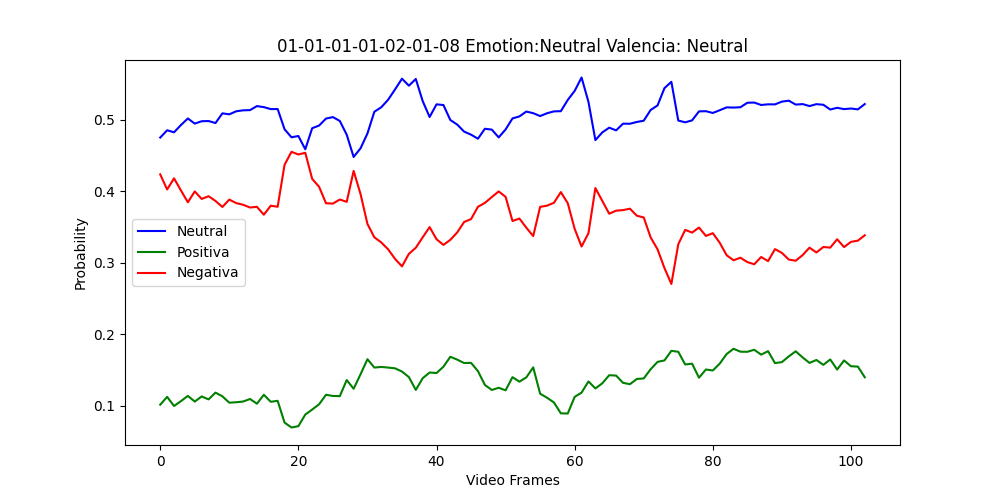 01-01-01-01-02-01-08 Emotion:Neutral Valencia: Neutral
Probability
0.5
0.4
0.3
0.2
0.1
Neutral
Positiva
Negativa
0 20 40 60 80 100
Video Frames